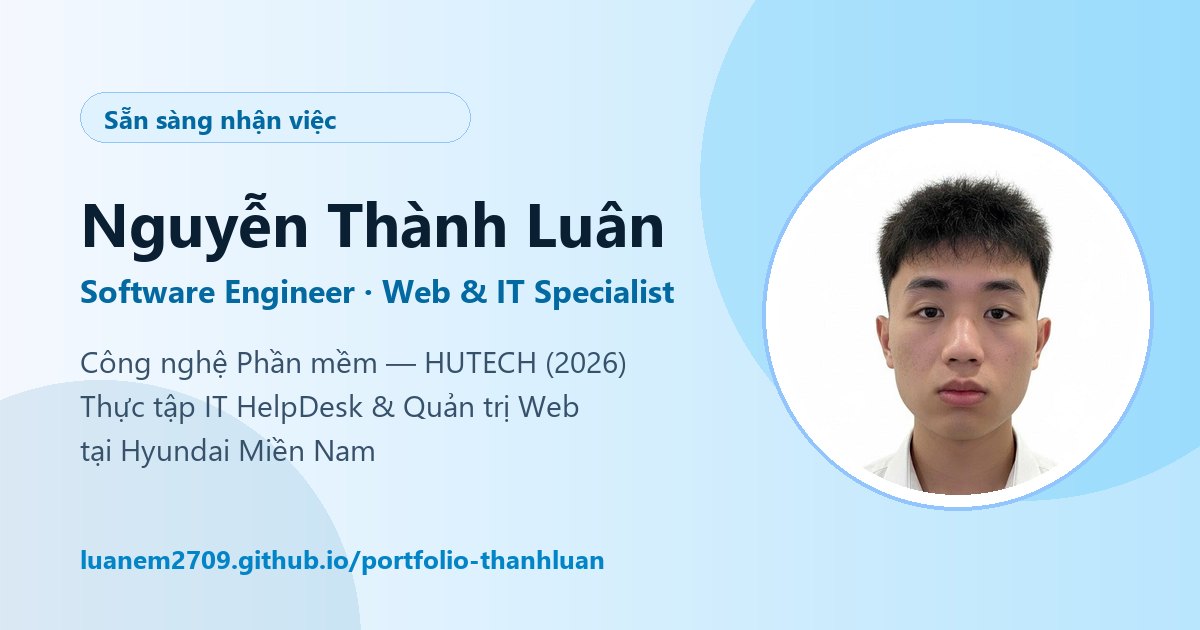 Sẵn sàng nhận việc
Nguyễn Thành Luân
Software Engineer · Web & IT Specialist
Công nghệ Phần mềm — HUTECH (2026)
Thực tập IT HelpDesk & Quản trị Web
tại Hyundai Miền Nam
luanem2709.github.io/portfolio-thanhluan